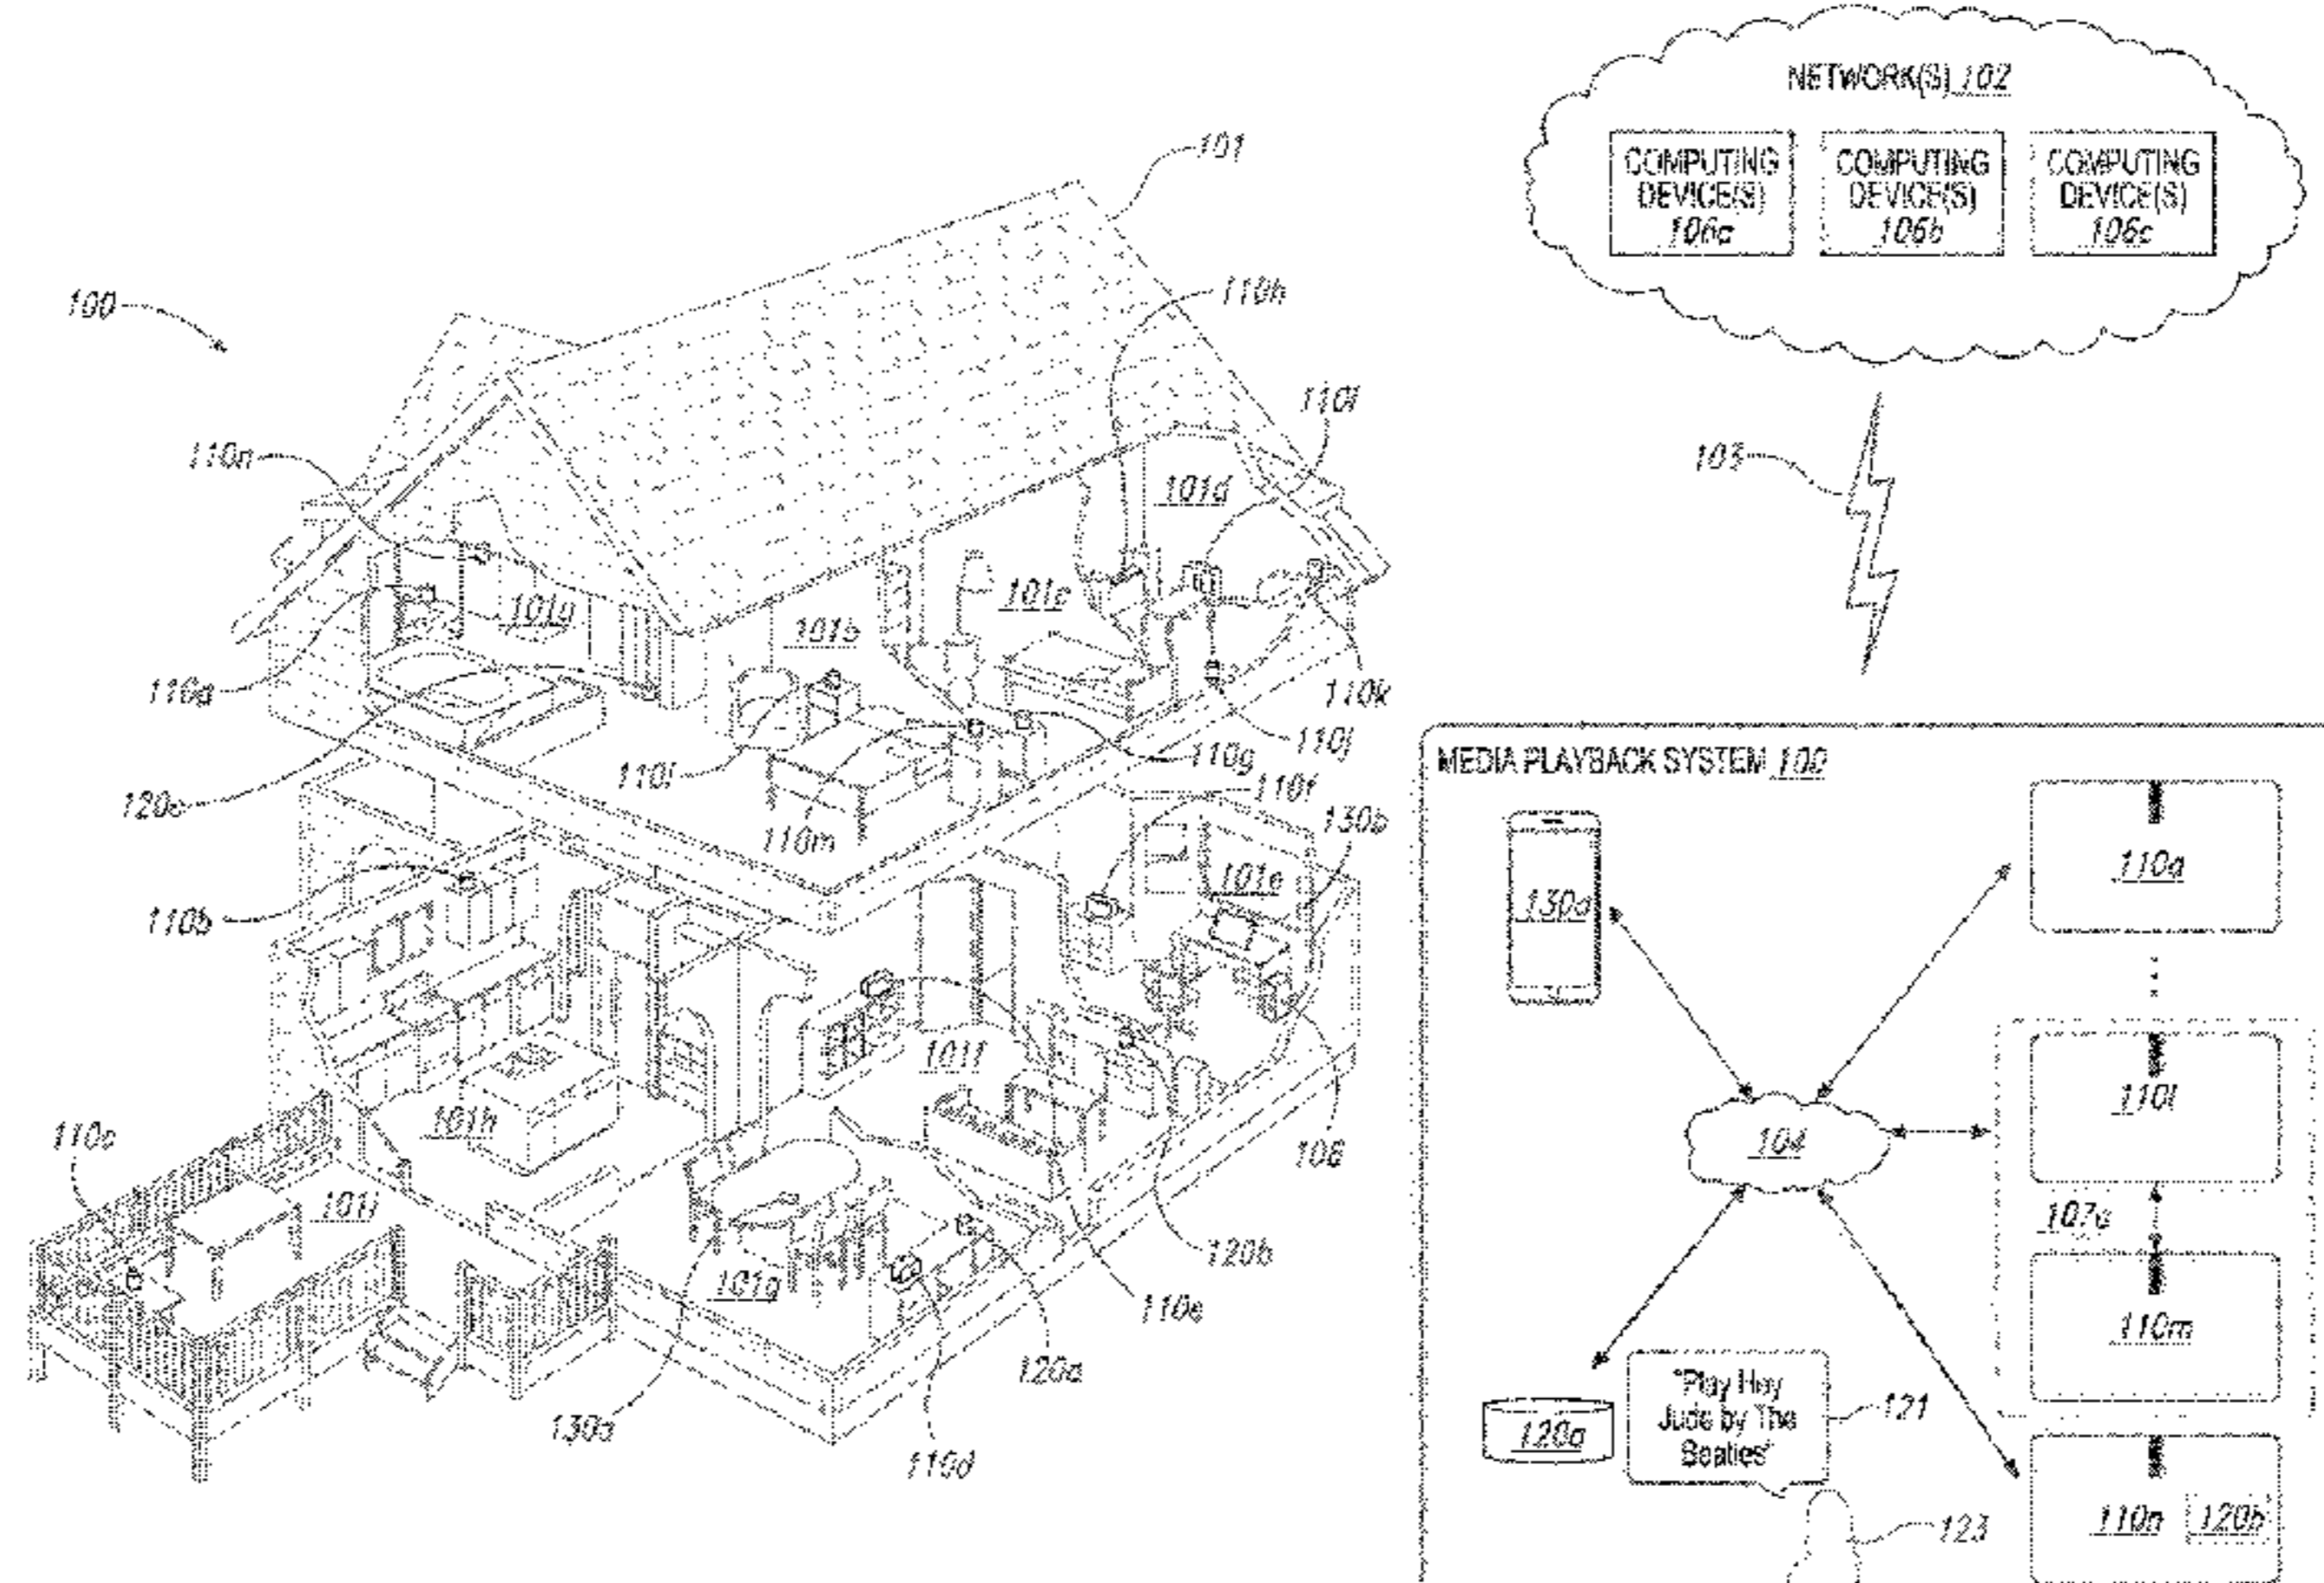 101
100
110h
110i
110n
101d
101c
101b
110a
110k
110j
110g
110l
110f
110m
130b
101e
110b
101f
101h
110c
101i
108
120b
101g
110e
120a
130a
110d
NETWORK(S) 102
COMPUTING
DEVICE(S)
106a
COMPUTING
DEVICE(S)
106b
COMPUTING
DEVICE(S)
106c
103
MEDIA PLAYBACK SYSTEM 100
130a
110a
110l
104
107a
110m
"Play Hey
Jude by The
Beatles"
121
120a
110n
120b
123